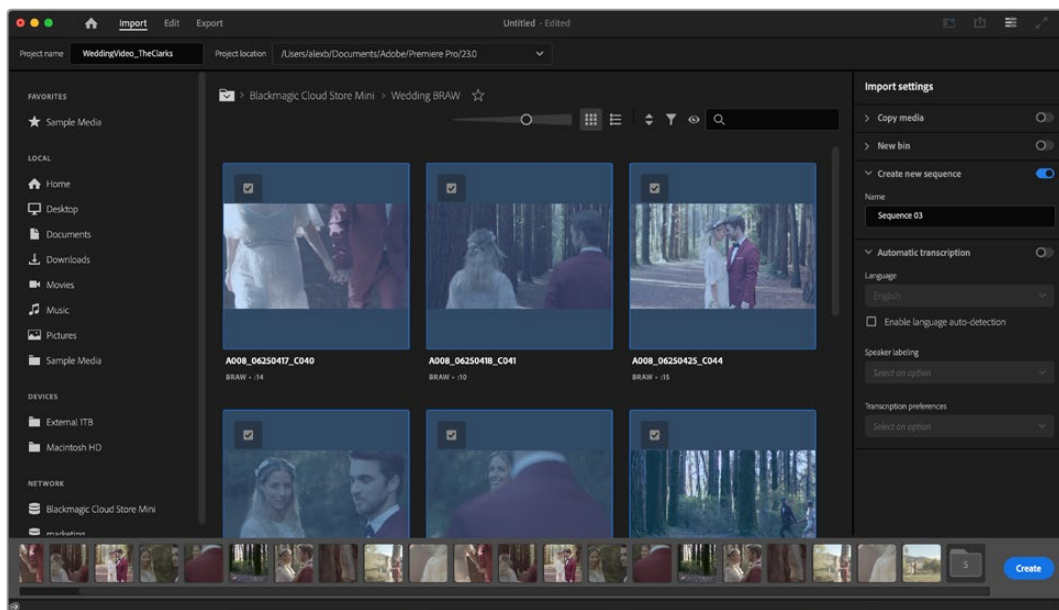 Import Edit Export Untitled - Edited
Project name WeddingVideo_TheClarks Project location /Users/alexb/Documents/Adobe/Premiere Pro/23.0
FAVORITES
Sample Media
LOCAL
Home
Desktop
Documents
Downloads
Movies
Music
Pictures
Sample Media
DEVICES
External 1TB
Macintosh HD
NETWORK
Blackmagic Cloud Store Mini
marketing
> Blackmagic Cloud Store Mini > Wedding BRAW
A008_06250417_C040
BRAW • :14
A008_06250418_C041
BRAW • :10
A008_06250425_C044
BRAW • :15
Import settings
Copy media
New bin
Create new sequence
Name
Sequence 03
Automatic transcription
Language
English
Enable language auto-detection
Speaker labeling
Select an option
Transcription preferences
Select an option
5
Create